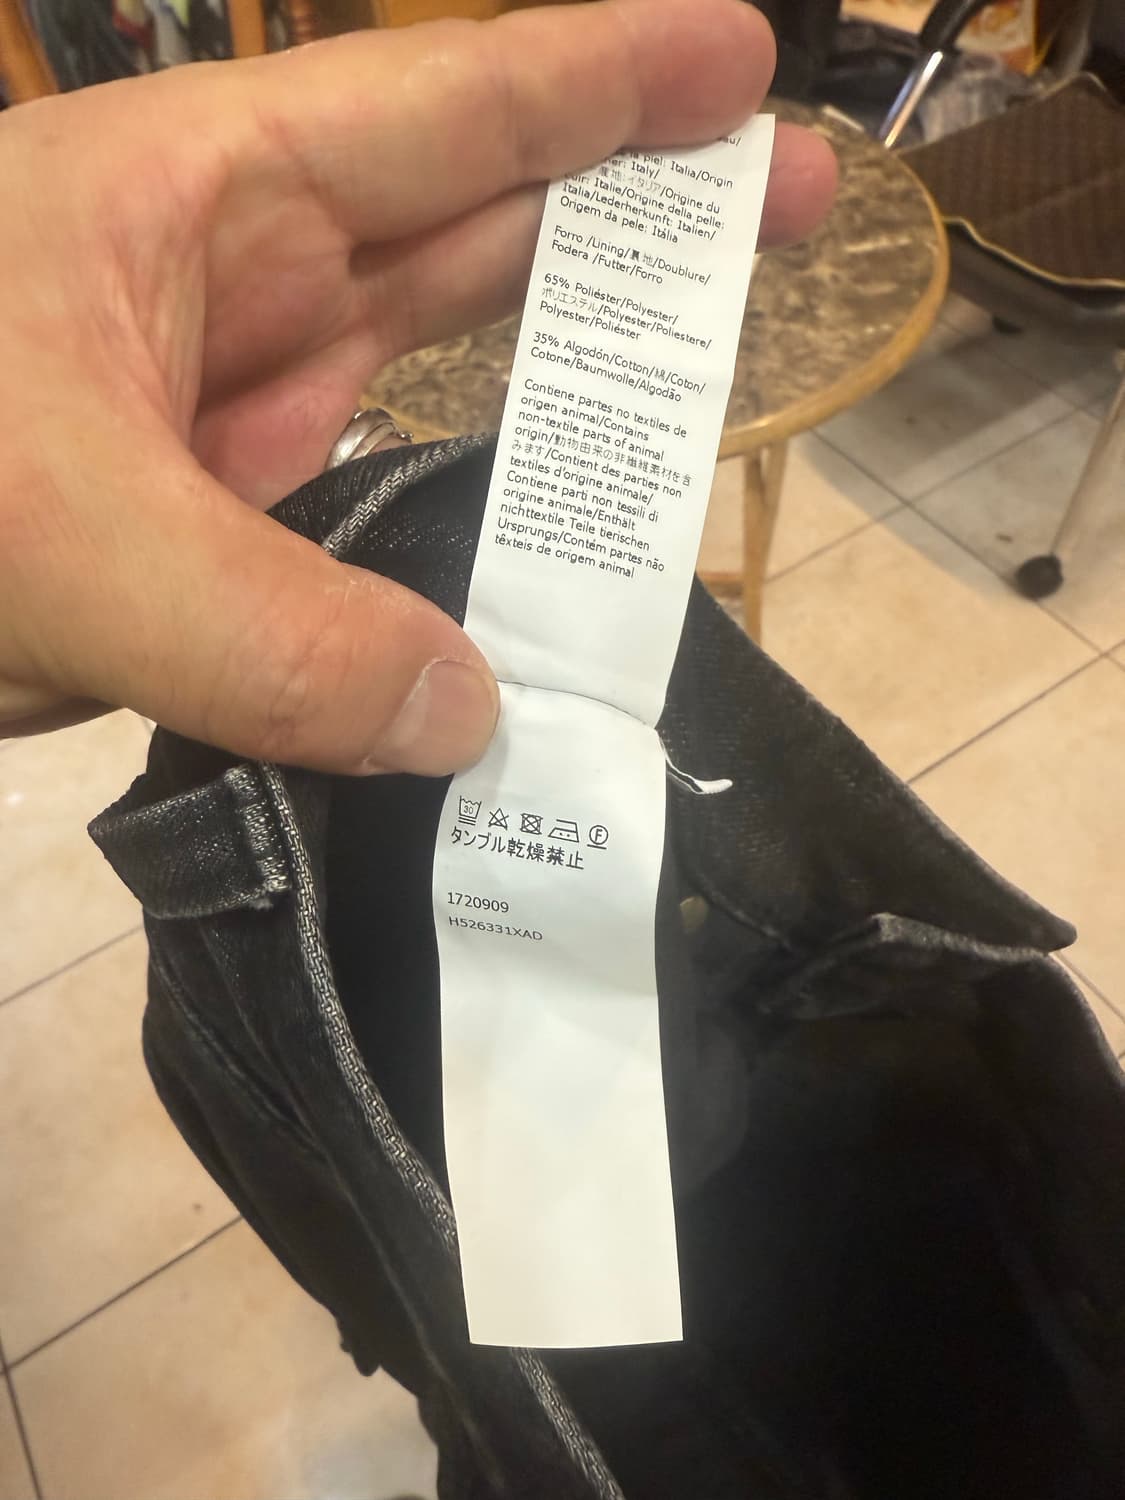 la piel: Italia/Origin
Italy/
産地:イタリア/Origine du
cuir: Italie/Origine della pelle:
Italia/Lederherkunft: Italien/
Origem da pele: Itália
Forro /Lining/裏地/Doublure/
Fodera /Futter/Forro
65% Poliéster/Polyester/
ポリエステル/Polyester/Poliestere/
Polyester/Poliéster
35% Algodón/Cotton/綿/Coton/
Cotone/Baumwolle/Algodão
Contiene partes no textiles de
origen animal/Contains
non-textile parts of animal
origin/動物由来の非繊維素材を含
みます/Contient des parties non
textiles d'origine animale/
Contiene parti non tessili di
origine animale/Enthält
nichttextile Teile tierischen
Ursprungs/Contém partes não
têxteis de origem animal
30 F
タンブル乾燥禁止
1720909
H526331XAD